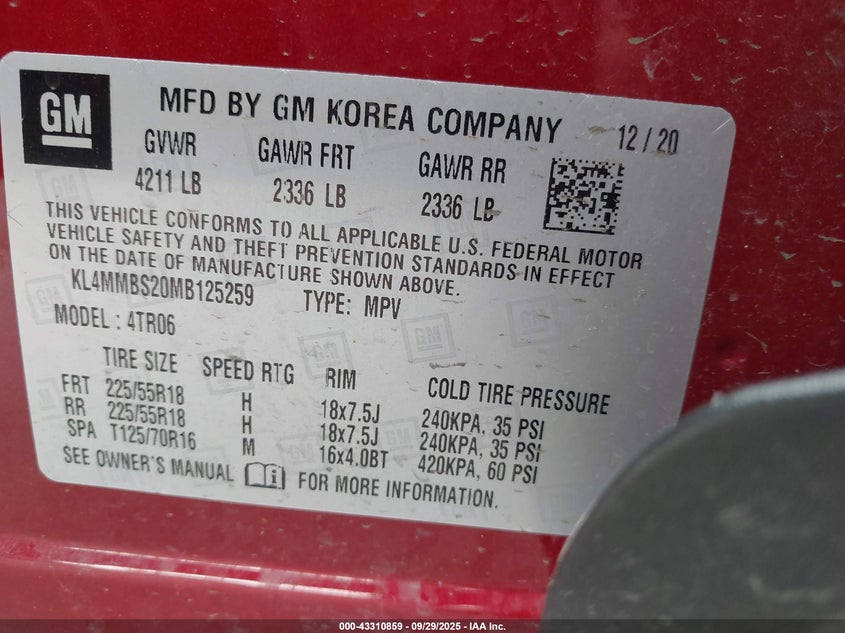 GM MFD BY GM KOREA COMPANY 12 / 20
GVWR GAWR FRT GAWR RR
4211 LB 2336 LB 2336 LB
THIS VEHICLE CONFORMS TO ALL APPLICABLE U.S. FEDERAL MOTOR
VEHICLE SAFETY AND THEFT PREVENTION STANDARDS IN EFFECT
ON THE DATE OF MANUFACTURE SHOWN ABOVE.
KL4MMBS20MB125259 TYPE: MPV
MODEL : 4TR06
TIRE SIZE SPEED RTG RIM COLD TIRE PRESSURE
FRT 225/55R18 H 18x7.5J 240KPA, 35 PSI
RR 225/55R18 H 18x7.5J 240KPA, 35 PSI
SPA T125/70R16 M 16x4.0BT 420KPA, 60 PSI
SEE OWNER'S MANUAL FOR MORE INFORMATION.
000-43310859 - 09/29/2025 - IAA Inc.